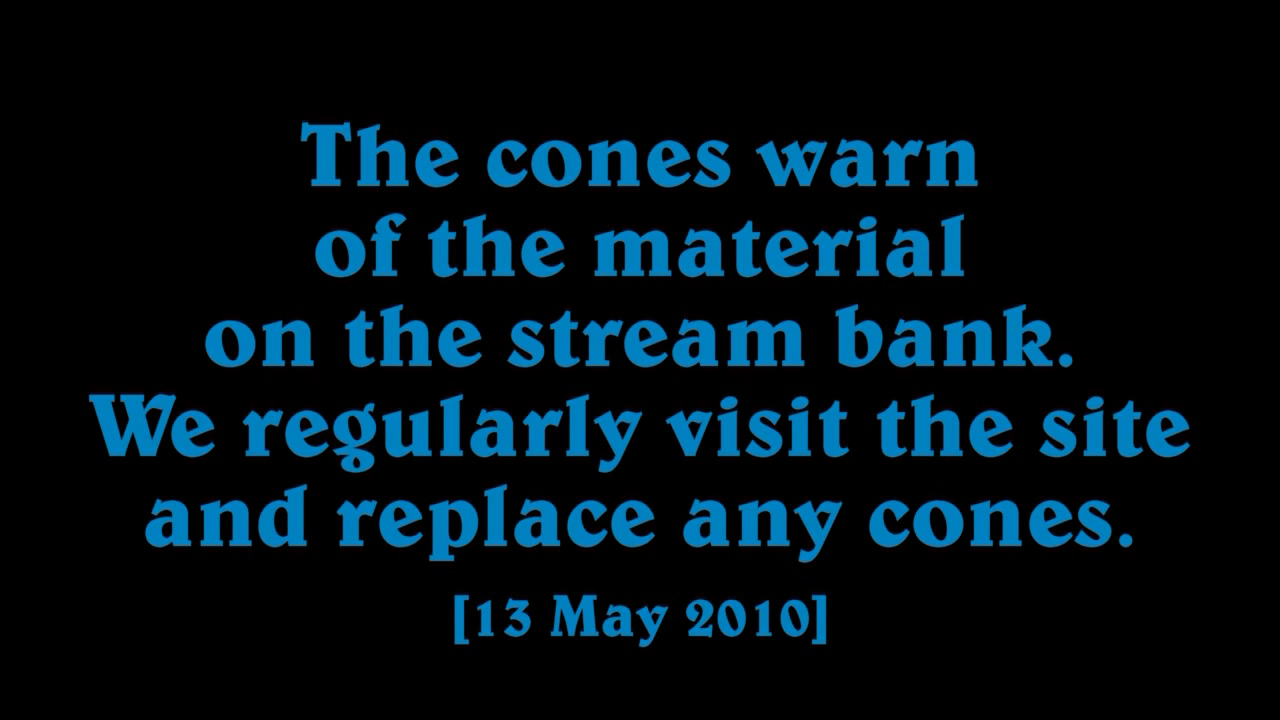 The cones warn
of the material
on the stream bank.
We regularly visit the site
and replace any cones.
[13 May 2010]